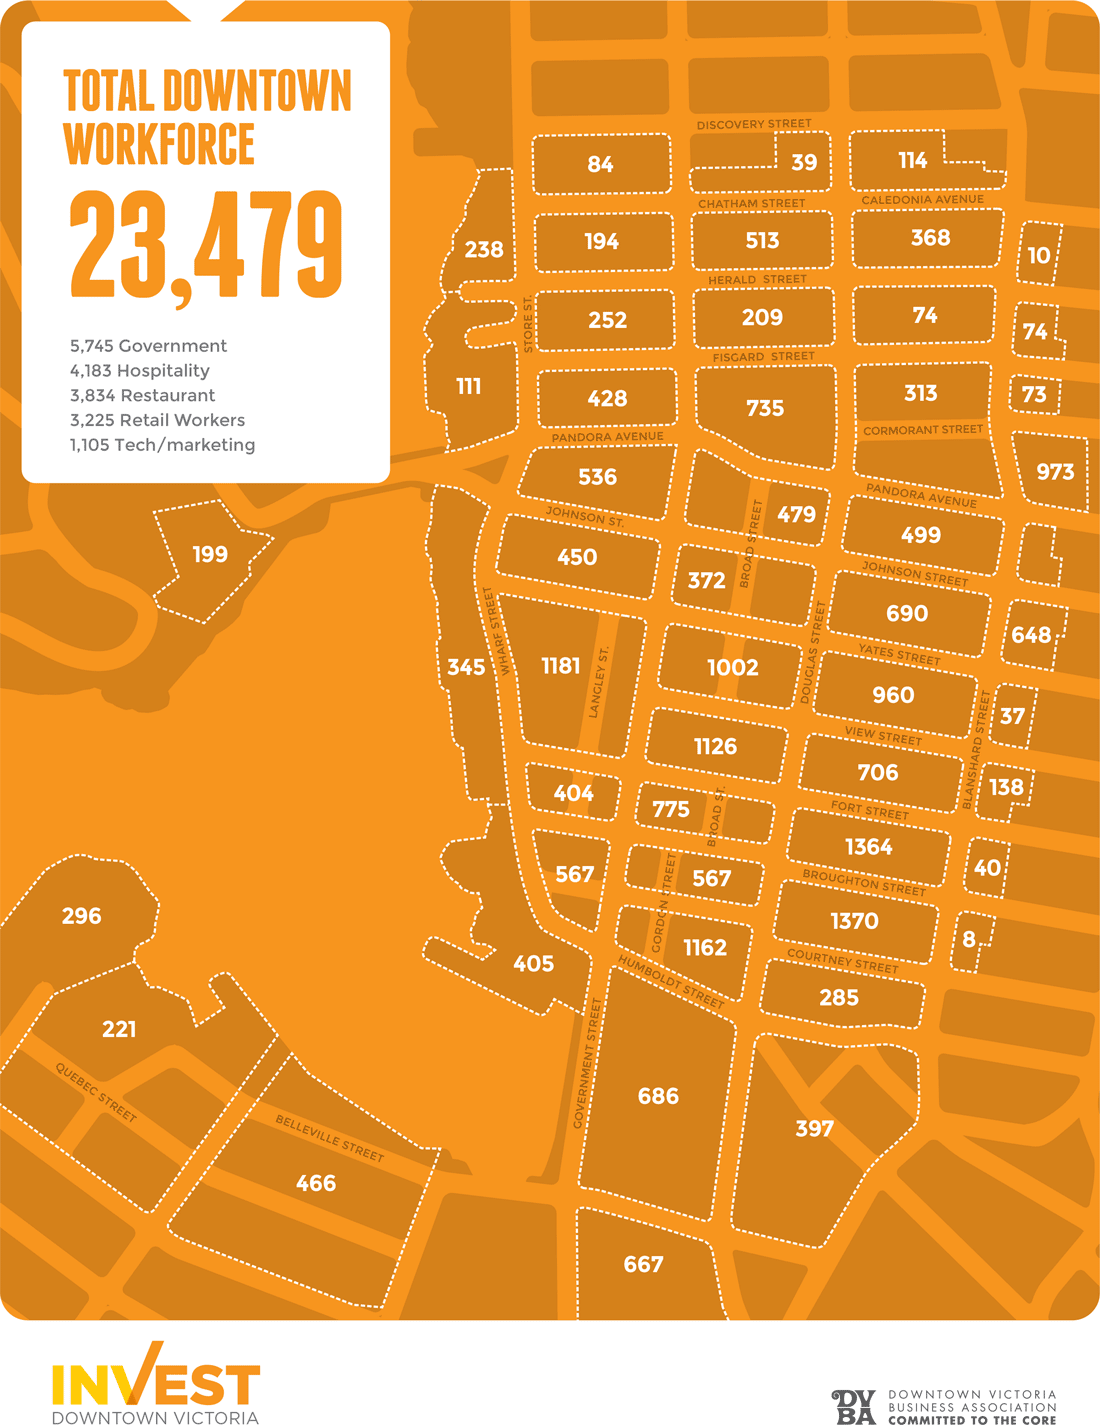 TOTAL DOWNTOWN
WORKFORCE
23,479
5,745 Government
4,183 Hospitality
3,834 Restaurant
3,225 Retail Workers
1,105 Tech/marketing
DISCOVERY STREET
84
39
114
CHATHAM STREET
CALEDONIA AVENUE
238
194
513
368
10
HERALD STREET
STORE ST.
252
209
74
74
FISGARD STREET
111
428
735
313
73
PANDORA AVENUE
CORMORANT STREET
536
973
PANDORA AVENUE
JOHNSON ST.
BROAD STREET
479
499
199
450
372
JOHNSON STREET
690
648
WHARF STREET
345
1181
LANGLEY ST.
1002
DOUGLAS STREET
YATES STREET
960
37
BLANSHARD STREET
1126
VIEW STREET
706
138
404
775
BROAD ST.
FORT STREET
1364
40
567
GORDON STREET
567
BROUGHTON STREET
296
1370
8
405
1162
COURTNEY STREET
HUMBOLDT STREET
285
221
GOVERNMENT STREET
QUEBEC STREET
686
BELLEVILLE STREET
397
466
667
INVEST
DOWNTOWN VICTORIA
DVBA
DOWNTOWN VICTORIA
BUSINESS ASSOCIATION
COMMITTED TO THE CORE